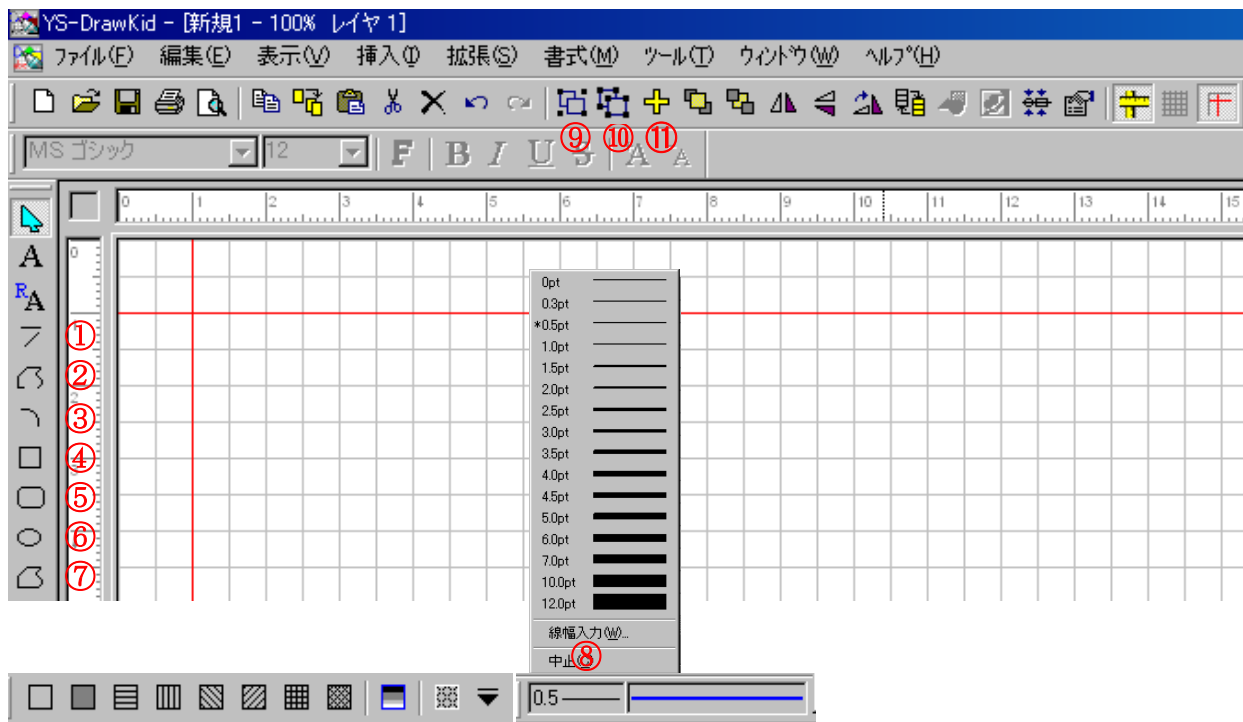 YS-DrawKid - [新規1 - 100% レイヤ 1]
ファイル(F) 編集(E) 表示(V) 挿入(I) 拡張(S) 書式(M) ツール(T) ウィンドウ(W) ヘルプ(H)
⑨ ⑩ ⑪
MS ゴシック 12 F B I U S A A
0 1 2 3 4 5 6 7 8 9 10 11 12 13 14 15
A
RA
0
①
②
2
③
④
3
⑤
⑥
⑦
0pt
0.3pt
*0.5pt
1.0pt
1.5pt
2.0pt
2.5pt
3.0pt
3.5pt
4.0pt
4.5pt
5.0pt
6.0pt
7.0pt
10.0pt
12.0pt
線幅入力(W)...
中止
⑧
0.5